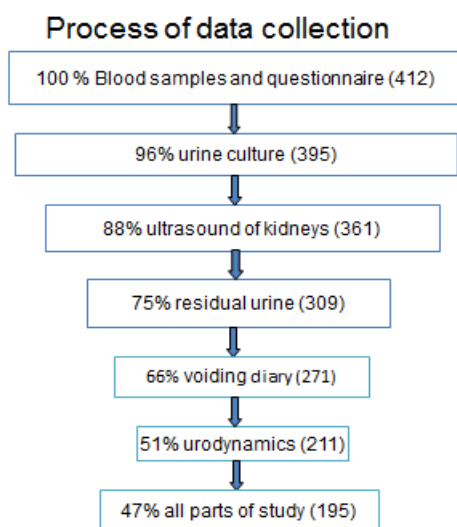 Process of data collection
100 % Blood samples and questionnaire (412)
96% urine culture (395)
88% ultrasound of kidneys (361)
75% residual urine (309)
66% voiding diary (271)
51% urodynamics (211)
47% all parts of study (195)